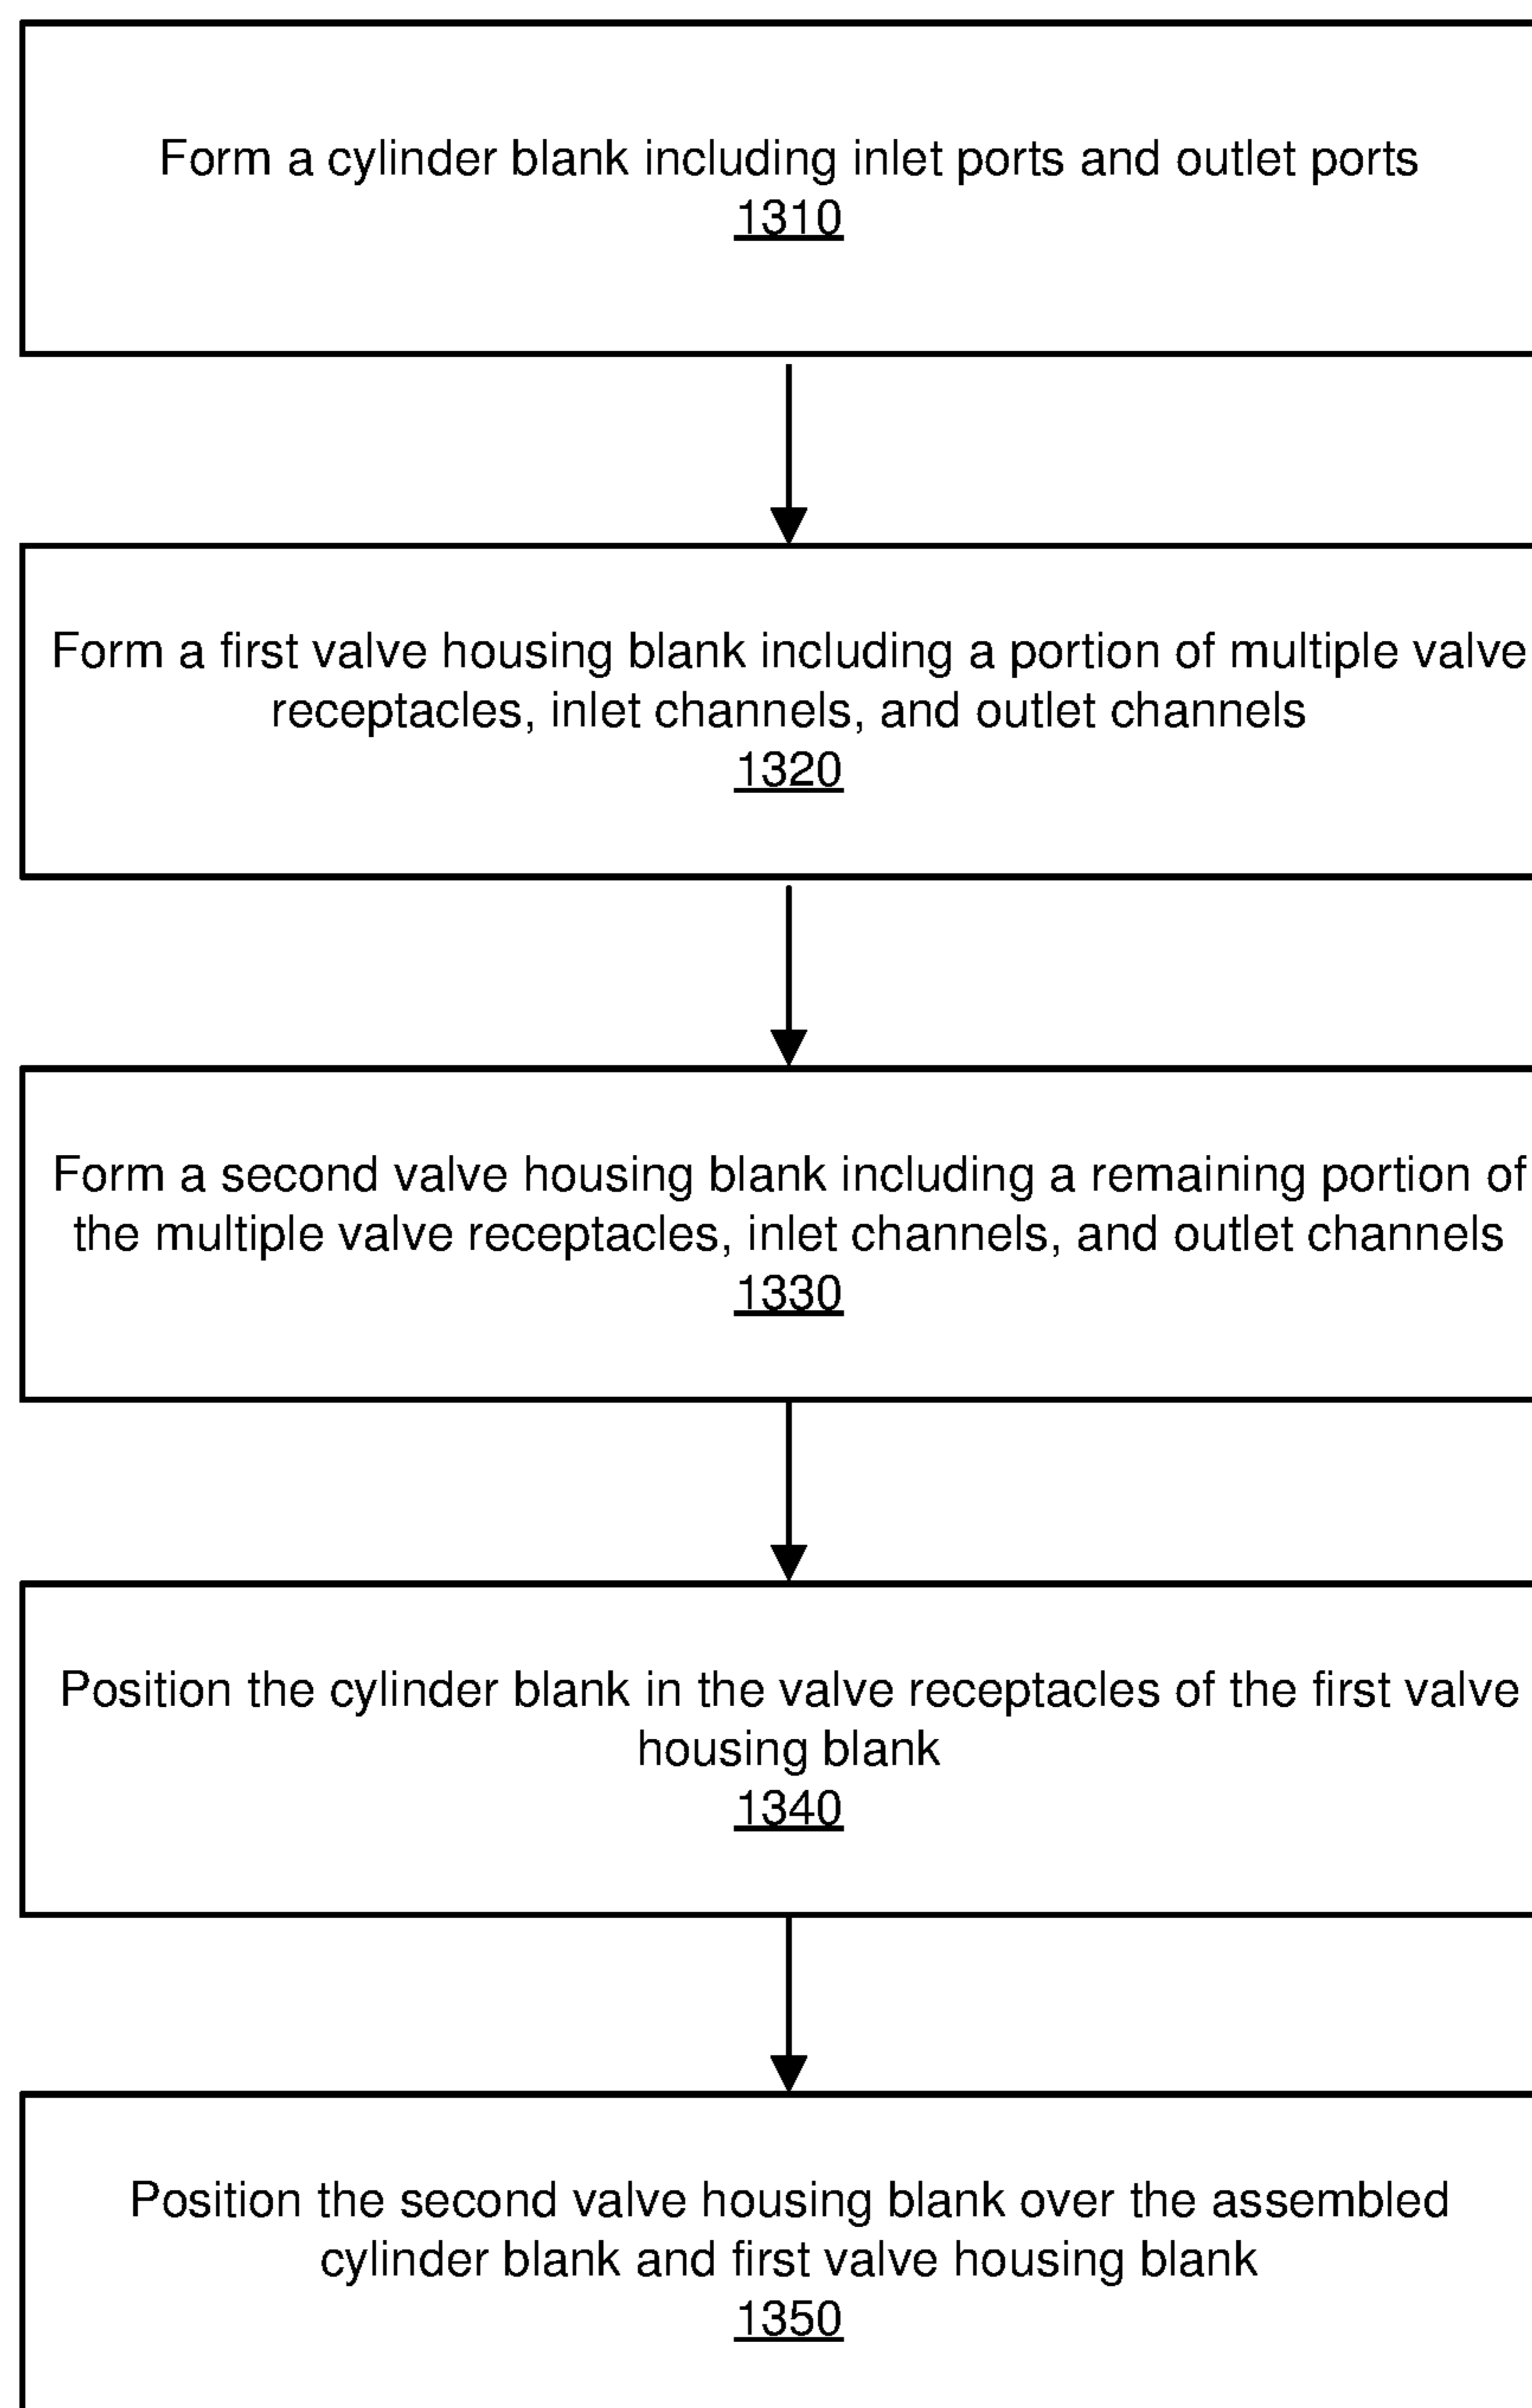 Form a cylinder blank including inlet ports and outlet ports
1310
Form a first valve housing blank including a portion of multiple valve
receptacles, inlet channels, and outlet channels
1320
Form a second valve housing blank including a remaining portion of
the multiple valve receptacles, inlet channels, and outlet channels
1330
Position the cylinder blank in the valve receptacles of the first valve
housing blank
1340
Position the second valve housing blank over the assembled
cylinder blank and first valve housing blank
1350